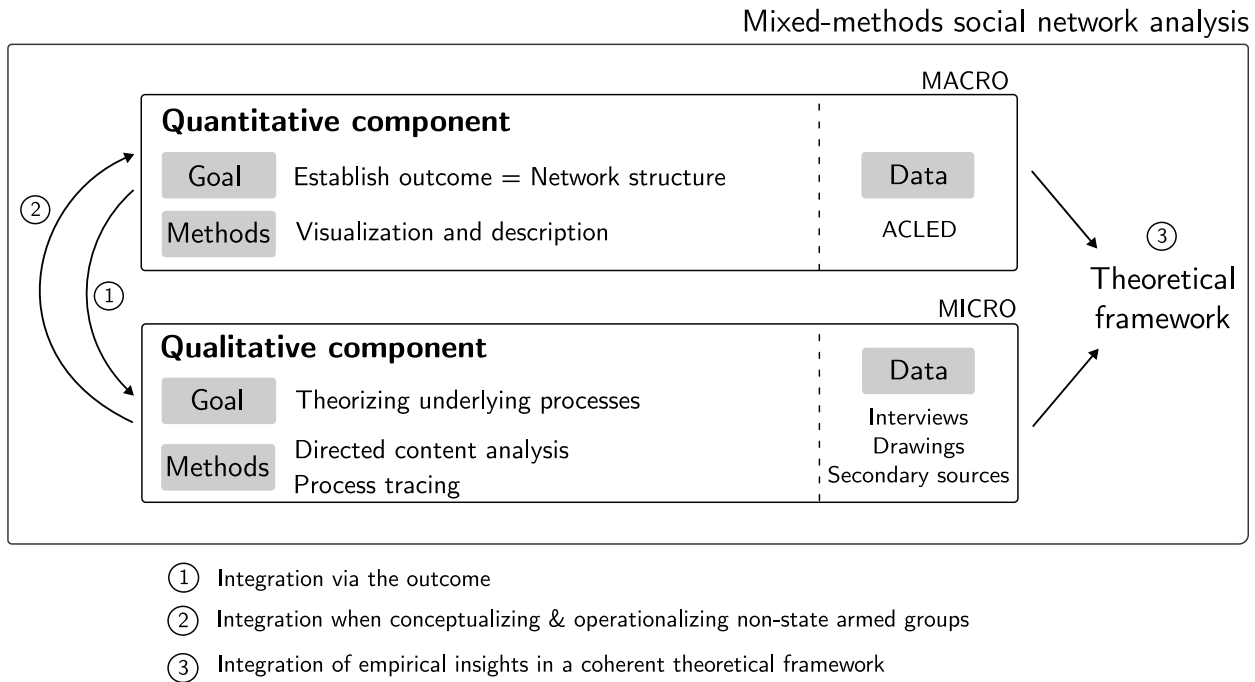 Mixed-methods social network analysis
MACRO
Quantitative component
Goal Establish outcome = Network structure
Methods Visualization and description
Data
ACLED
②
①
③
Theoretical
framework
MICRO
Qualitative component
Goal Theorizing underlying processes
Methods Directed content analysis
Process tracing
Data
Interviews
Drawings
Secondary sources
① Integration via the outcome
② Integration when conceptualizing & operationalizing non-state armed groups
③ Integration of empirical insights in a coherent theoretical framework